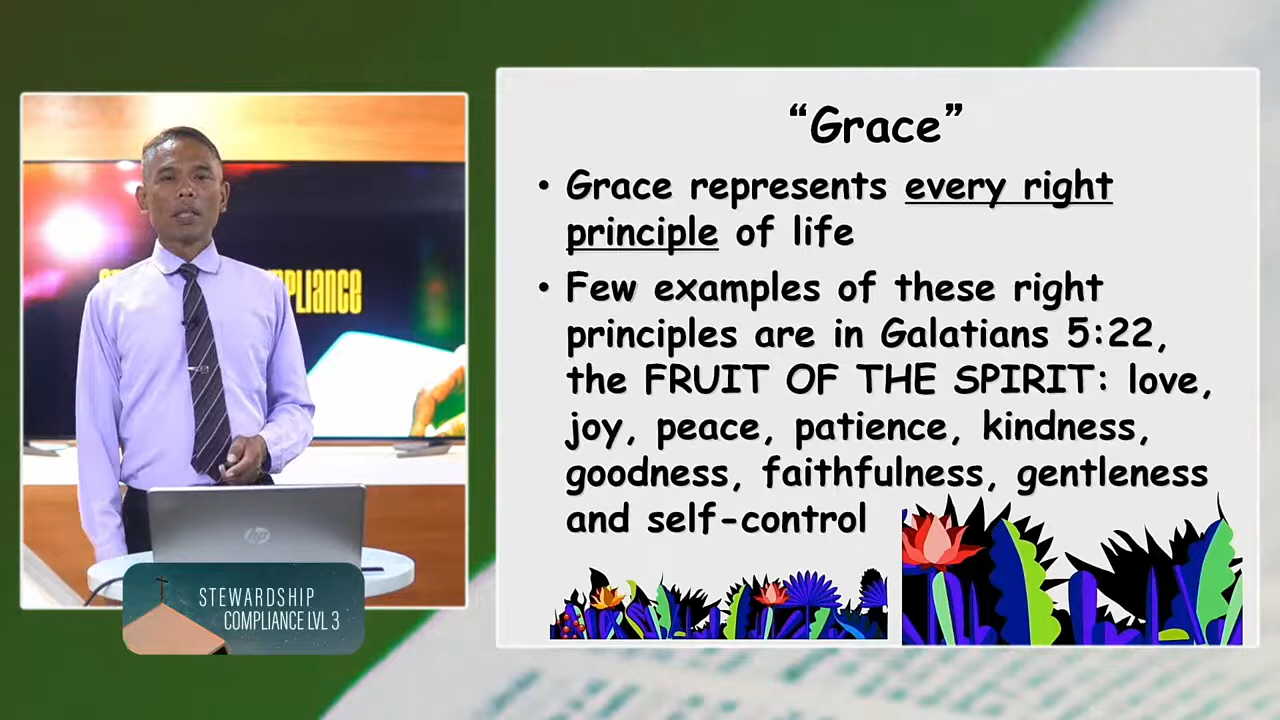 “Grace”
• Grace represents every right
principle of life
• Few examples of these right
principles are in Galatians 5:22,
the FRUIT OF THE SPIRIT: love,
joy, peace, patience, kindness,
goodness, faithfulness, gentleness
and self-control
hp
STEWARDSHIP
COMPLIANCE LVL 3